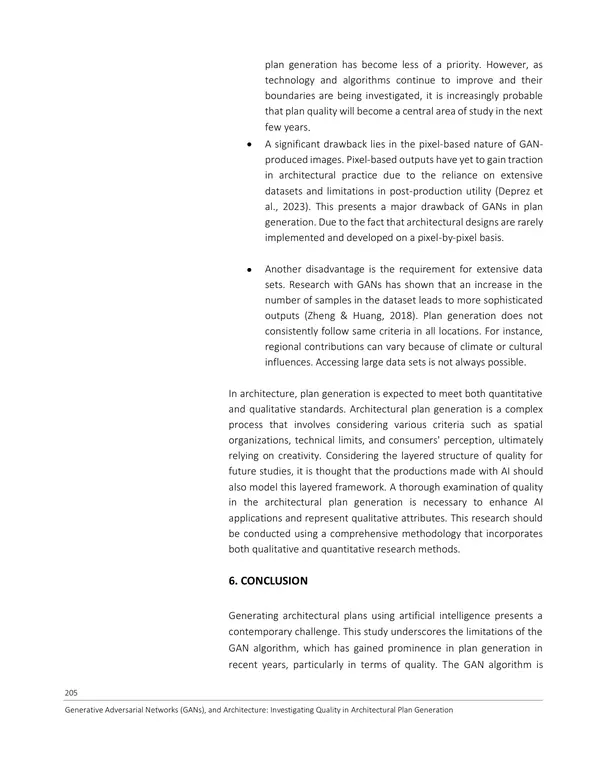 plan generation has become less of a priority. However, as
technology and algorithms continue to improve and their
boundaries are being investigated, it is increasingly probable
that plan quality will become a central area of study in the next
few years.
● A significant drawback lies in the pixel-based nature of GAN-
produced images. Pixel-based outputs have yet to gain traction
in architectural practice due to the reliance on extensive
datasets and limitations in post-production utility (Deprez et
al., 2023). This presents a major drawback of GANs in plan
generation. Due to the fact that architectural designs are rarely
implemented and developed on a pixel-by-pixel basis.
● Another disadvantage is the requirement for extensive data
sets. Research with GANs has shown that an increase in the
number of samples in the dataset leads to more sophisticated
outputs (Zheng & Huang, 2018). Plan generation does not
consistently follow same criteria in all locations. For instance,
regional contributions can vary because of climate or cultural
influences. Accessing large data sets is not always possible.
In architecture, plan generation is expected to meet both quantitative
and qualitative standards. Architectural plan generation is a complex
process that involves considering various criteria such as spatial
organizations, technical limits, and consumers' perception, ultimately
relying on creativity. Considering the layered structure of quality for
future studies, it is thought that the productions made with AI should
also model this layered framework. A thorough examination of quality
in the architectural plan generation is necessary to enhance AI
applications and represent qualitative attributes. This research should
be conducted using a comprehensive methodology that incorporates
both qualitative and quantitative research methods.
6. CONCLUSION
Generating architectural plans using artificial intelligence presents a
contemporary challenge. This study underscores the limitations of the
GAN algorithm, which has gained prominence in plan generation in
recent years, particularly in terms of quality. The GAN algorithm is
205
Generative Adversarial Networks (GANs), and Architecture: Investigating Quality in Architectural Plan Generation